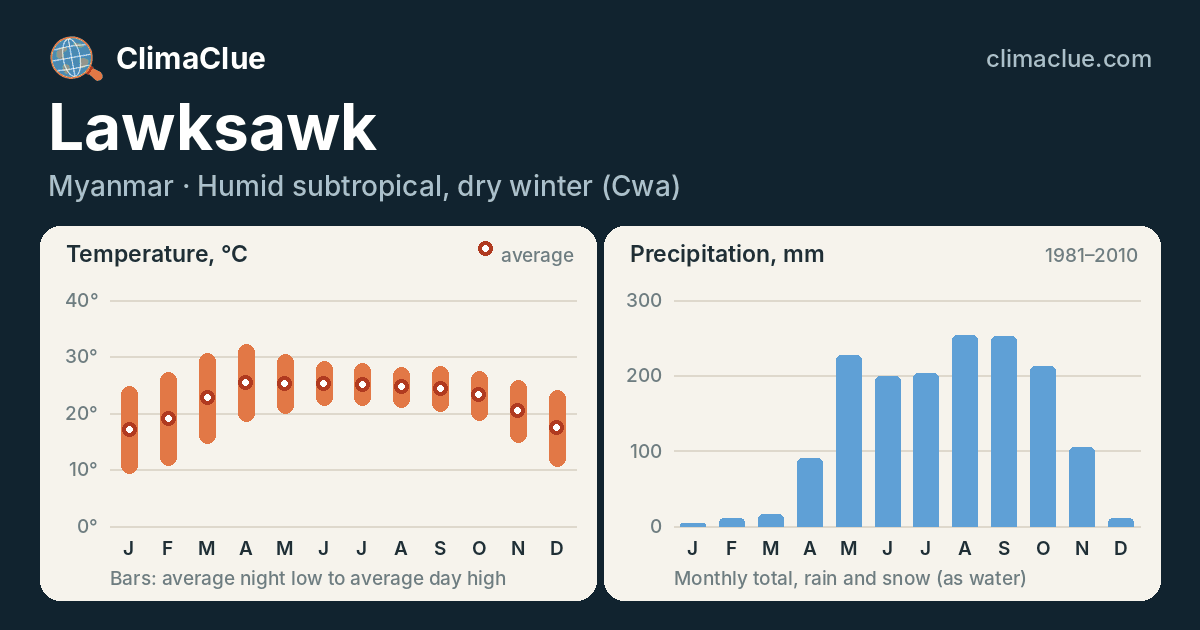 ClimaClue
climaclue.com
Lawksawk
Myanmar · Humid subtropical, dry winter (Cwa)
Temperature, °C
average
40°
30°
20°
10°
0°
J F M A M J J A S O N D
Bars: average night low to average day high
Precipitation, mm
1981–2010
300
200
100
0
J F M A M J J A S O N D
Monthly total, rain and snow (as water)